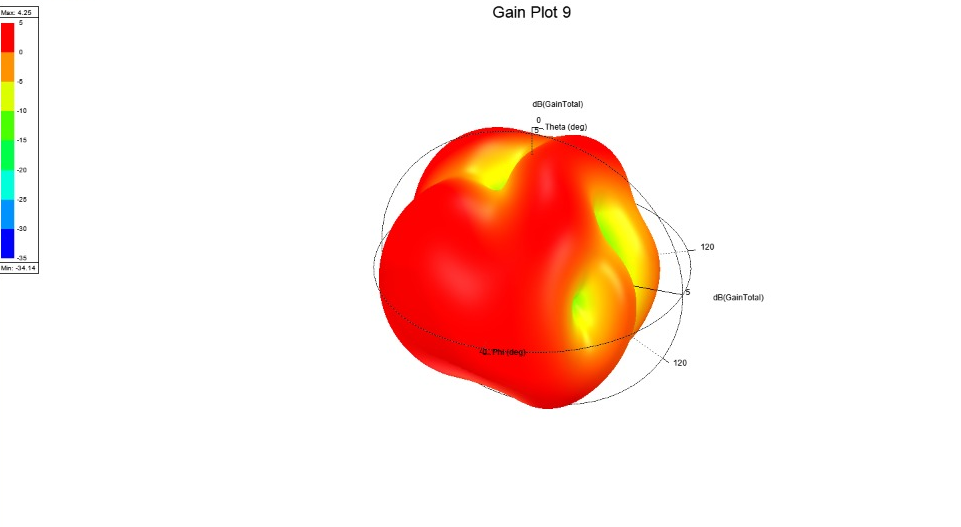 Gain Plot 9
Max: 4.25
5
0
-5
-10
-15
-20
-25
-30
-35
Min: -34.14
dB(GainTotal)
0
5
Theta (deg)
120
5
dB(GainTotal)
Phi (deg)
120